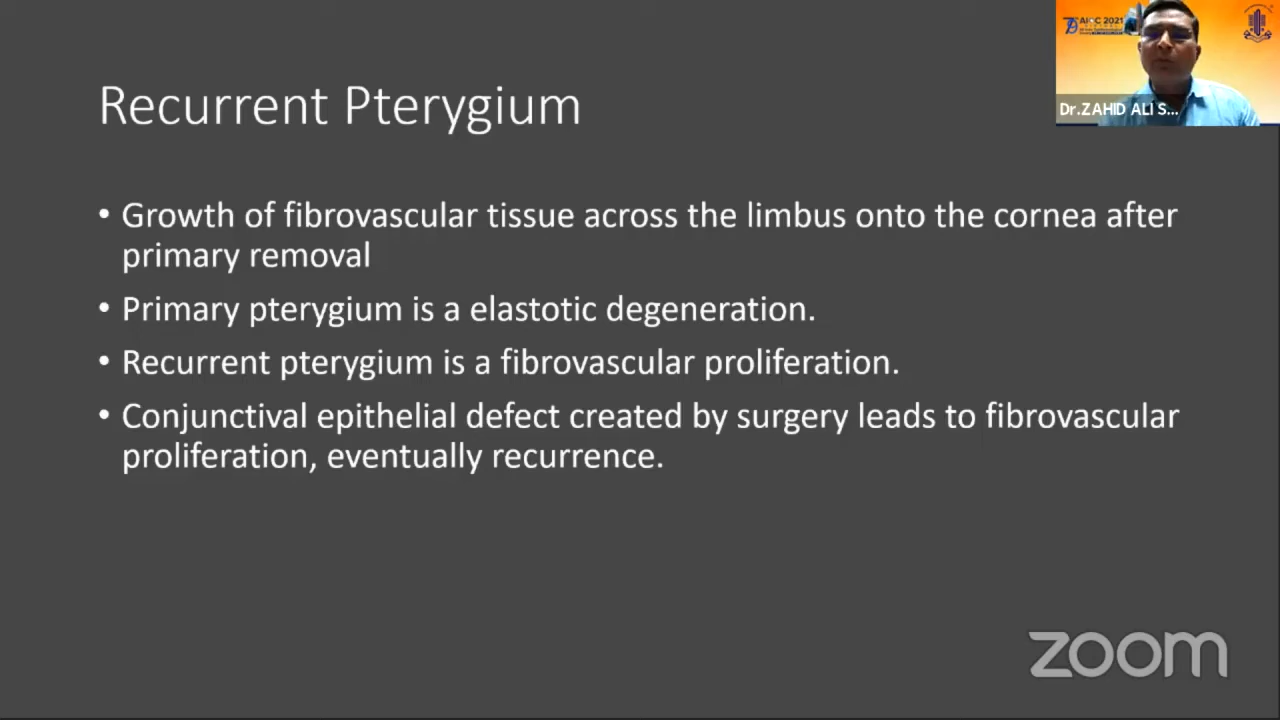 AIOC 2021
Dr.ZAHID ALI S...
Recurrent Pterygium
• Growth of fibrovascular tissue across the limbus onto the cornea after
primary removal
• Primary pterygium is a elastotic degeneration.
• Recurrent pterygium is a fibrovascular proliferation.
• Conjunctival epithelial defect created by surgery leads to fibrovascular
proliferation, eventually recurrence.
zoom